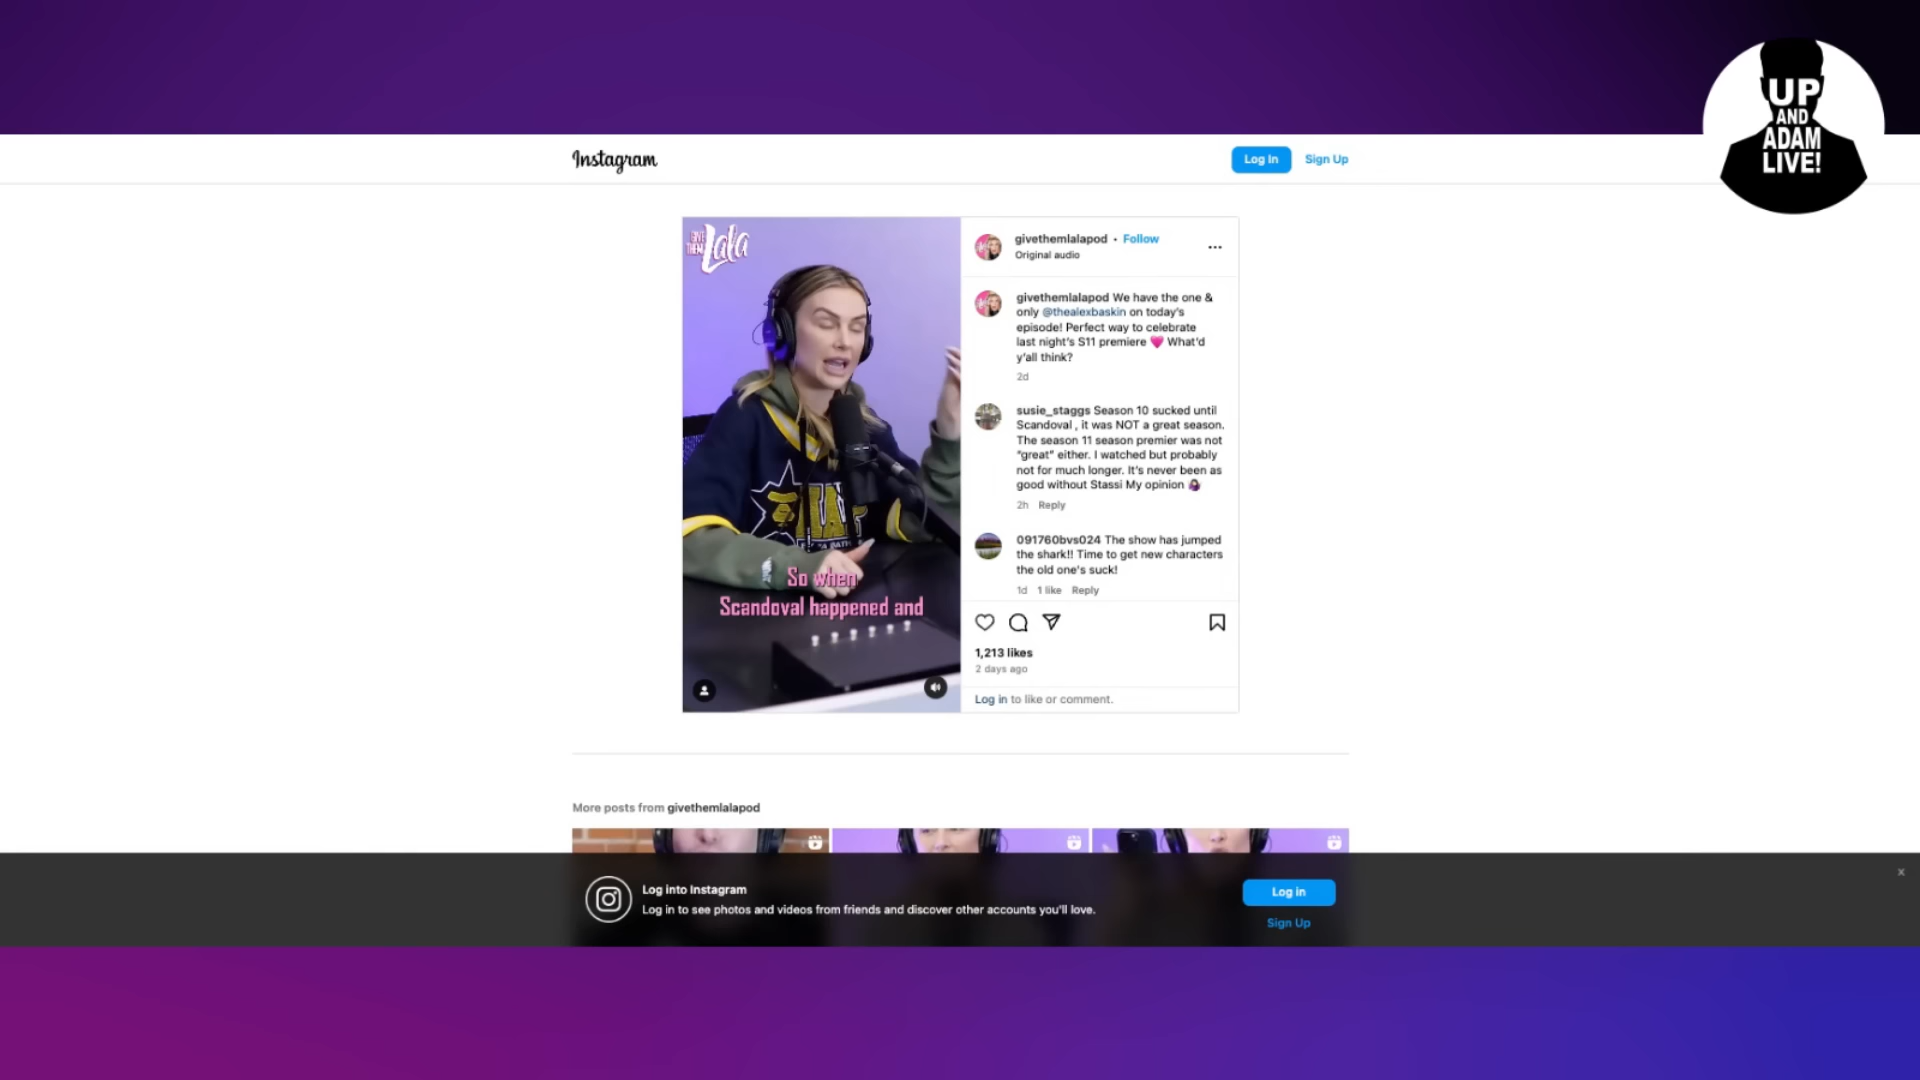 UP
AND
ADAM
LIVE!
Instagram
Log In
Sign Up
GIVE
THEM Lala
So when
Scandoval happened and
givethemlalapod • Follow
Original audio
givethemlalapod We have the one &
only @thealexbaskin on today's
episode! Perfect way to celebrate
last night's S11 premiere 💗 What'd
y'all think?
2d
susie_staggs Season 10 sucked until
Scandoval , it was NOT a great season.
The season 11 season premier was not
"great" either. I watched but probably
not for much longer. It's never been as
good without Stassi My opinion
2h Reply
091760bvs024 The show has jumped
the shark!! Time to get new characters
the old one's suck!
1d 1 like Reply
1,213 likes
2 days ago
Log in to like or comment.
More posts from givethemlalapod
Log into Instagram
Log in to see photos and videos from friends and discover other accounts you'll love.
Log in
Sign Up